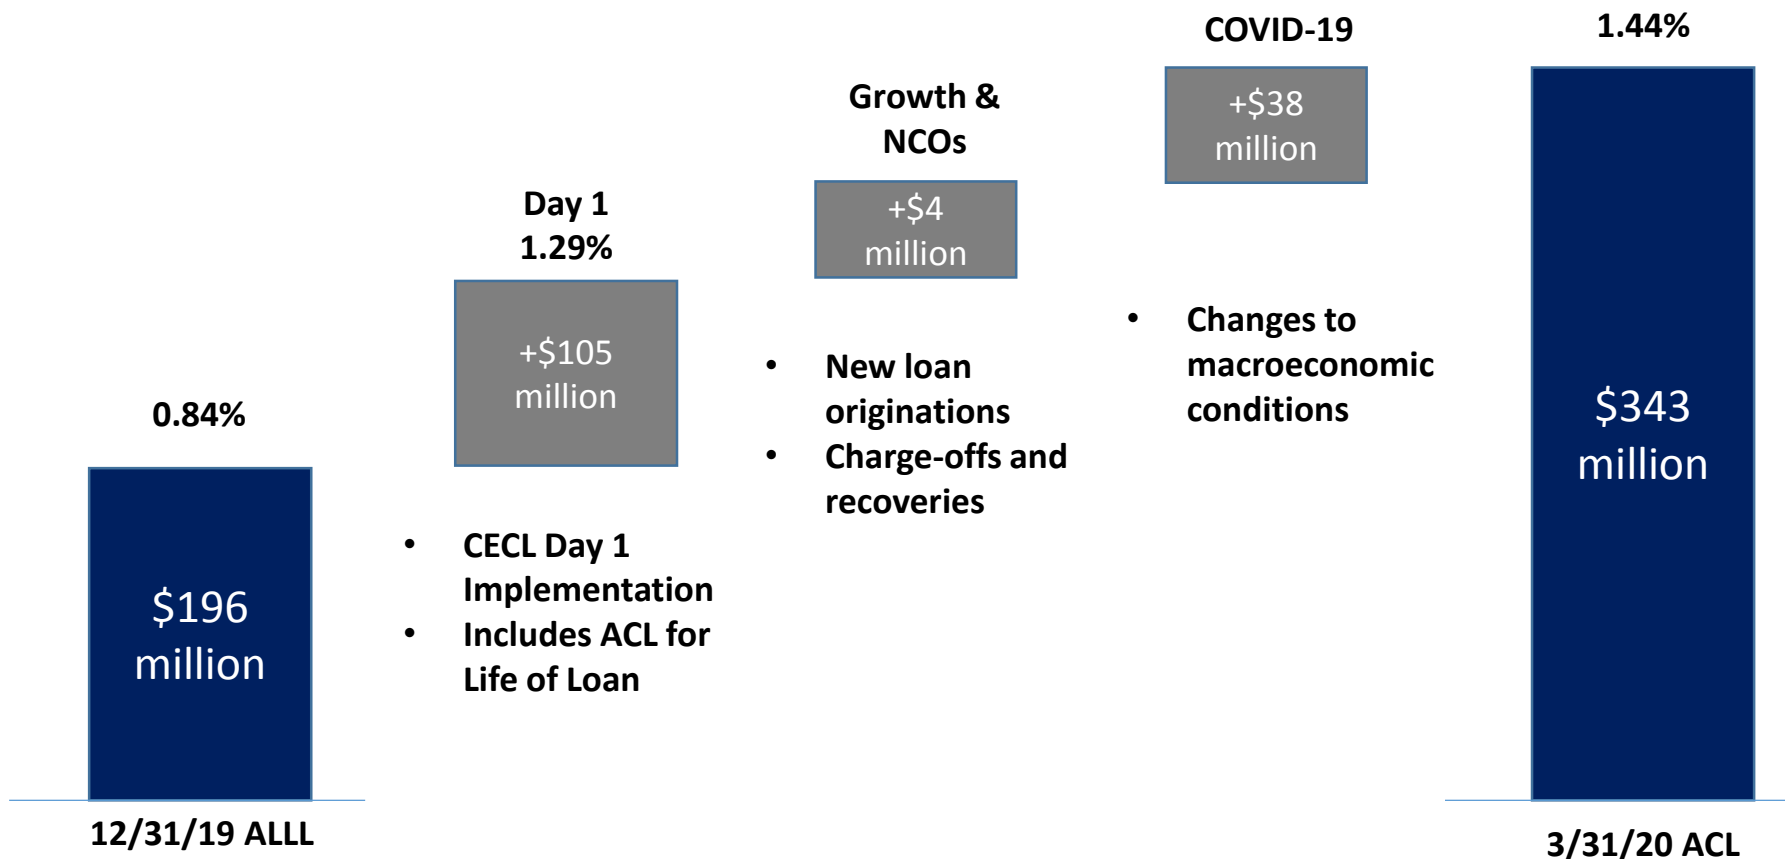 0.84%
$196
million
12/31/19 ALLL
Day 1
1.29%
+$105
million
• CECL Day 1
Implementation
• Includes ACL for
Life of Loan
Growth &
NCOs
+$4
million
• New loan
originations
• Charge-offs and
recoveries
COVID-19
+$38
million
• Changes to
macroeconomic
conditions
1.44%
$343
million
3/31/20 ACL